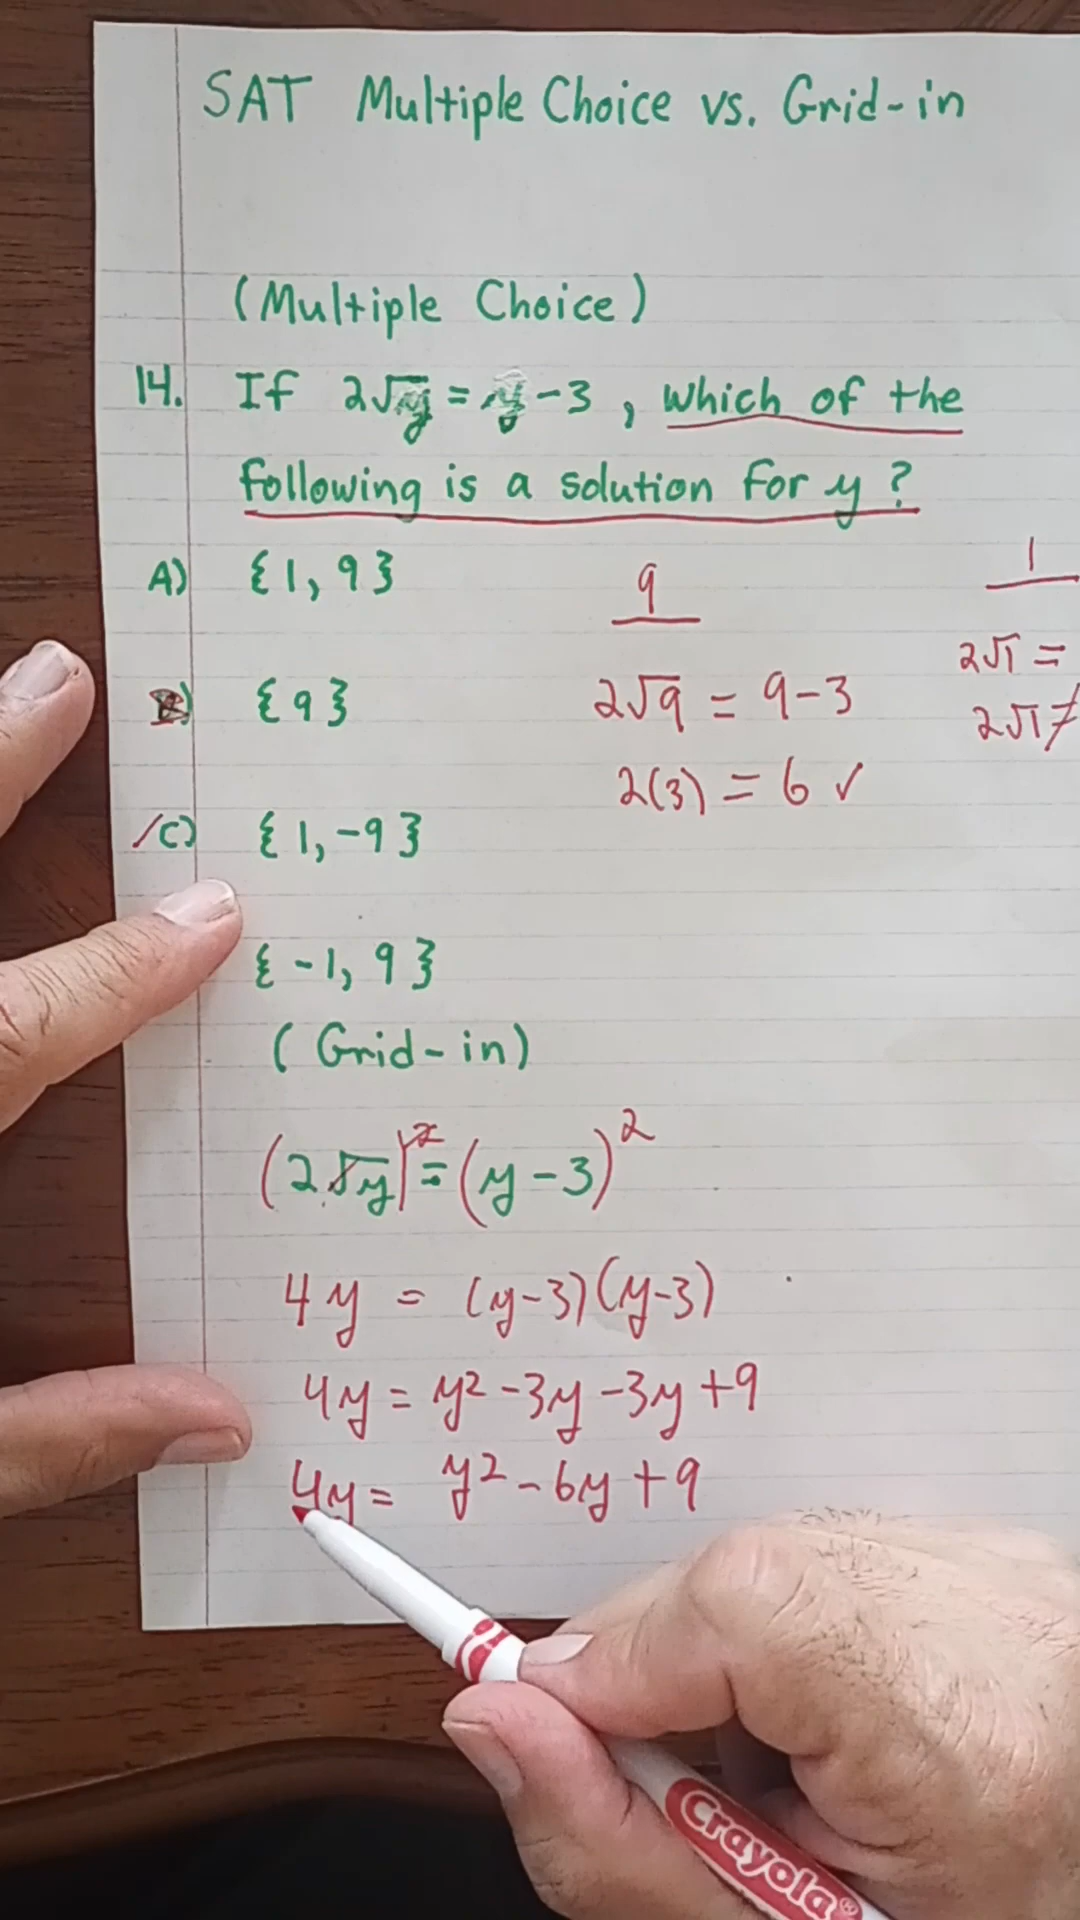 SAT Multiple Choice vs. Grid-in
(Multiple Choice)
14. If 2√y = y - 3, which of the
following is a solution for y?
A) {1, 9}
{9}
/C) {1, -9}
{-1, 9}
9
2√9 = 9-3
2(3) = 6 ✓
1
2√1 =
2√1 ≠
(Grid-in)
(2√y)² = (y-3)²
4y = (y-3)(y-3)
4y = y² - 3y - 3y + 9
4y = y² - 6y + 9
Crayola®